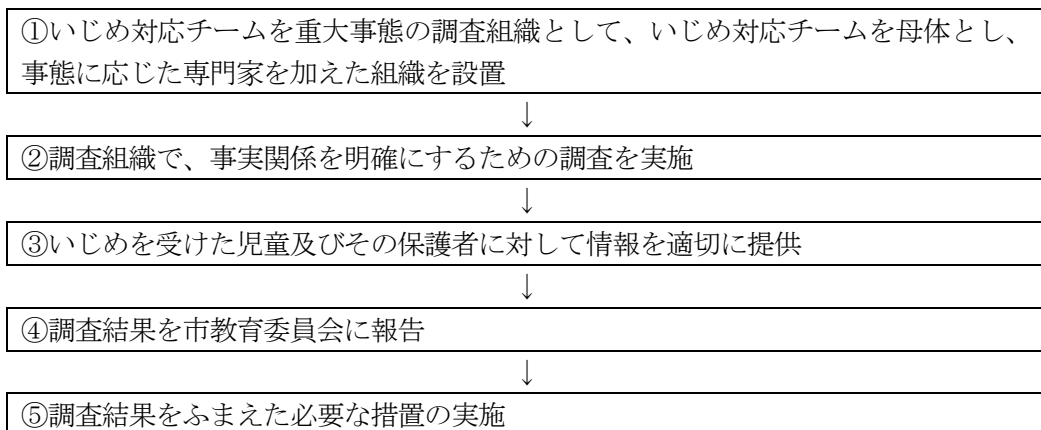 ①いじめ対応チームを重大事態の調査組織として、いじめ対応チームを母体とし、
事態に応じた専門家を加えた組織を設置
↓
②調査組織で、事実関係を明確にするための調査を実施
↓
③いじめを受けた児童及びその保護者に対して情報を適切に提供
↓
④調査結果を市教育委員会に報告
↓
⑤調査結果をふまえた必要な措置の実施